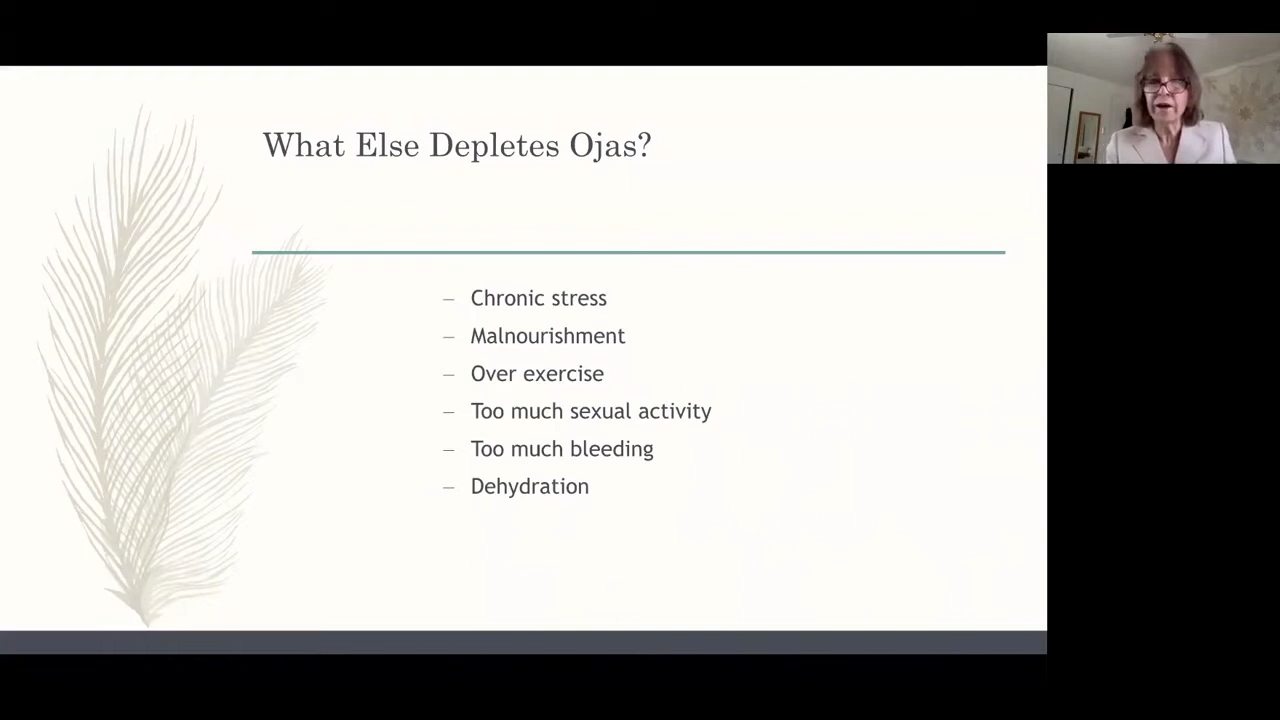 What Else Depletes Ojas?
– Chronic stress
– Malnourishment
– Over exercise
– Too much sexual activity
– Too much bleeding
– Dehydration